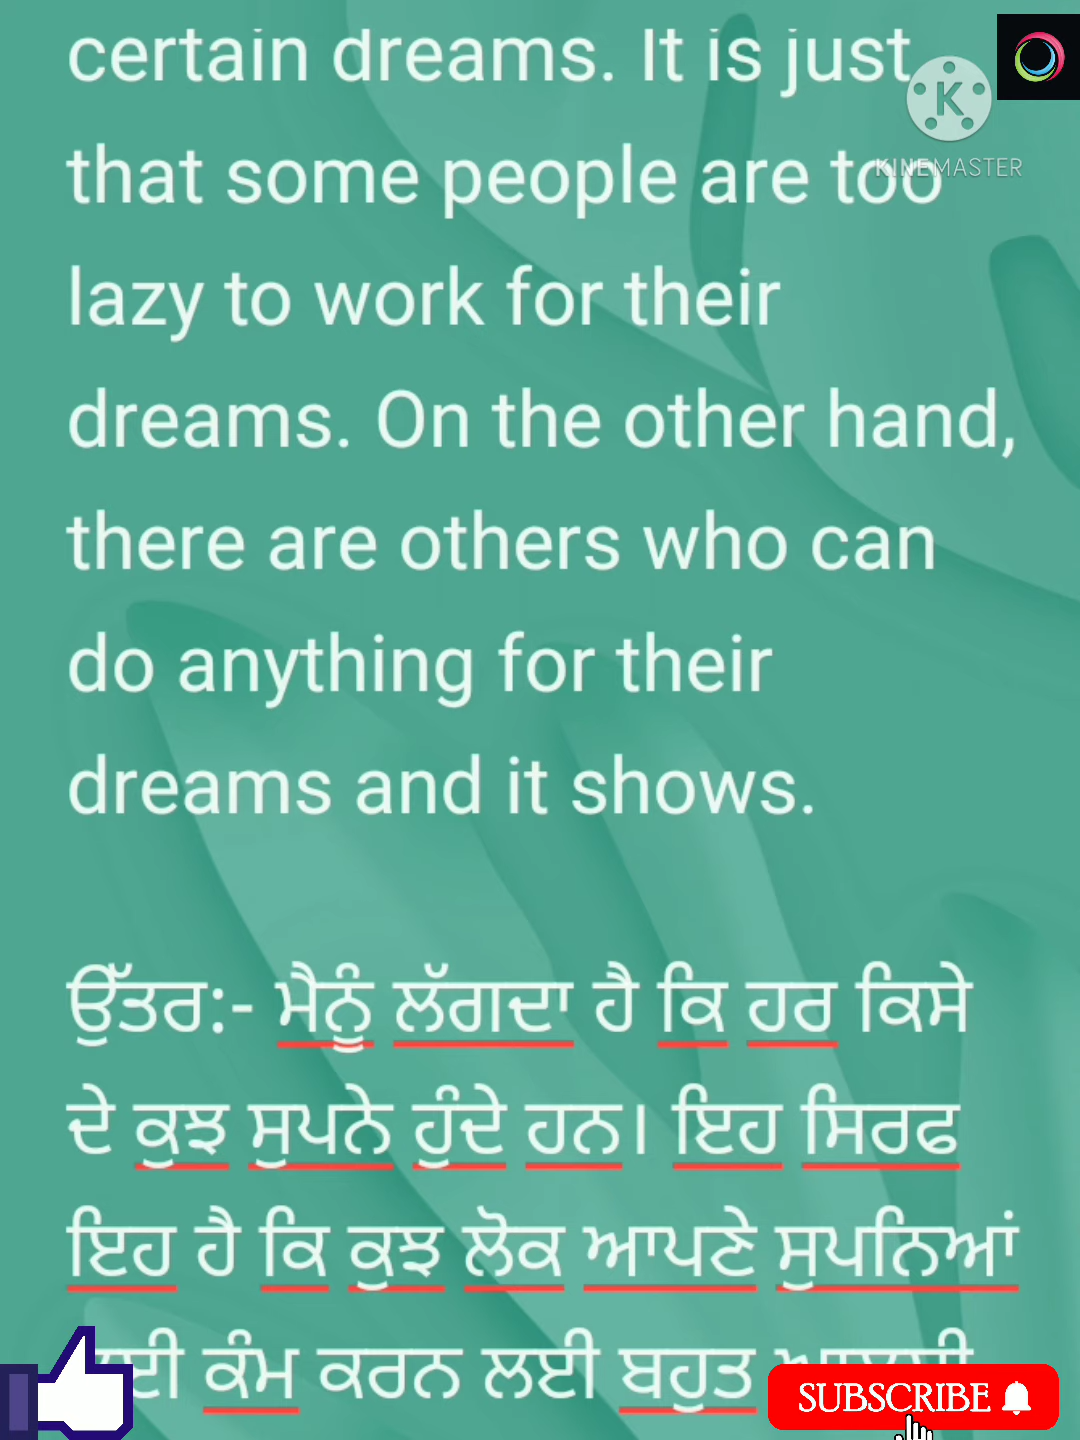 certain dreams. It is just
that some people are too
KINEMASTER
lazy to work for their
dreams. On the other hand,
there are others who can
do anything for their
dreams and it shows.
ਉੱਤਰ:- ਮੈਨੂੰ ਲੱਗਦਾ ਹੈ ਕਿ ਹਰ ਕਿਸੇ
ਦੇ ਕੁਝ ਸੁਪਨੇ ਹੁੰਦੇ ਹਨ। ਇਹ ਸਿਰਫ
ਇਹ ਹੈ ਕਿ ਕੁਝ ਲੋਕ ਆਪਣੇ ਸੁਪਨਿਆਂ
ਕੰਮ ਕਰਨ ਲਈ ਬਹੁਤ
SUBSCRIBE